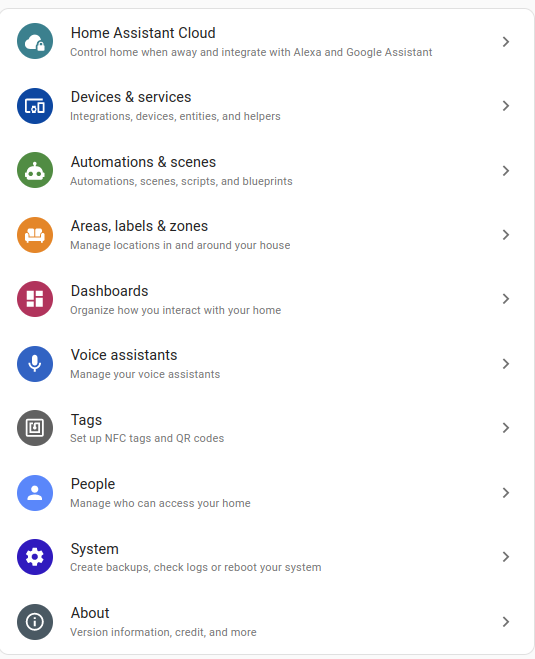 Home Assistant Cloud
Control home when away and integrate with Alexa and Google Assistant
Devices & services
Integrations, devices, entities, and helpers
Automations & scenes
Automations, scenes, scripts, and blueprints
Areas, labels & zones
Manage locations in and around your house
Dashboards
Organize how you interact with your home
Voice assistants
Manage your voice assistants
Tags
Set up NFC tags and QR codes
People
Manage who can access your home
System
Create backups, check logs or reboot your system
About
Version information, credit, and more